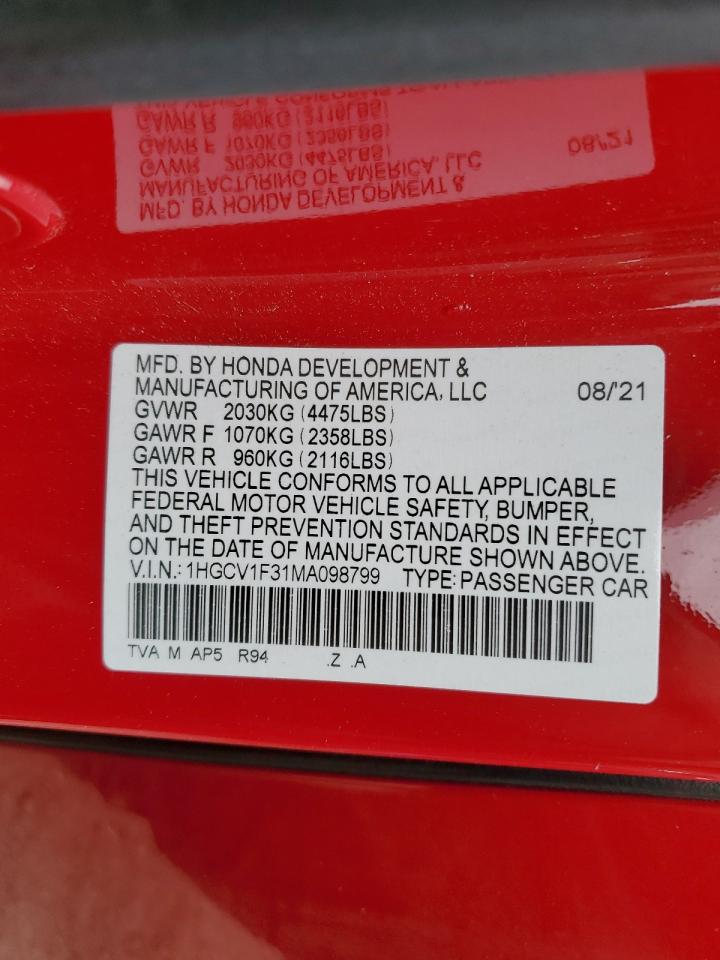 MFD. BY HONDA DEVELOPMENT &
MANUFACTURING OF AMERICA, LLC 08/'21
GVWR 2030KG (4475LBS)
GAWR F 1070KG (2358LBS)
GAWR R 960KG (2116LBS)
THIS VEHICLE CONFORMS TO ALL APPLICABLE
FEDERAL MOTOR VEHICLE SAFETY, BUMPER,
AND THEFT PREVENTION STANDARDS IN EFFECT
ON THE DATE OF MANUFACTURE SHOWN ABOVE.
V.I.N.: 1HGCV1F31MA098799 TYPE: PASSENGER CAR
TVA M AP5 R94 .Z .A